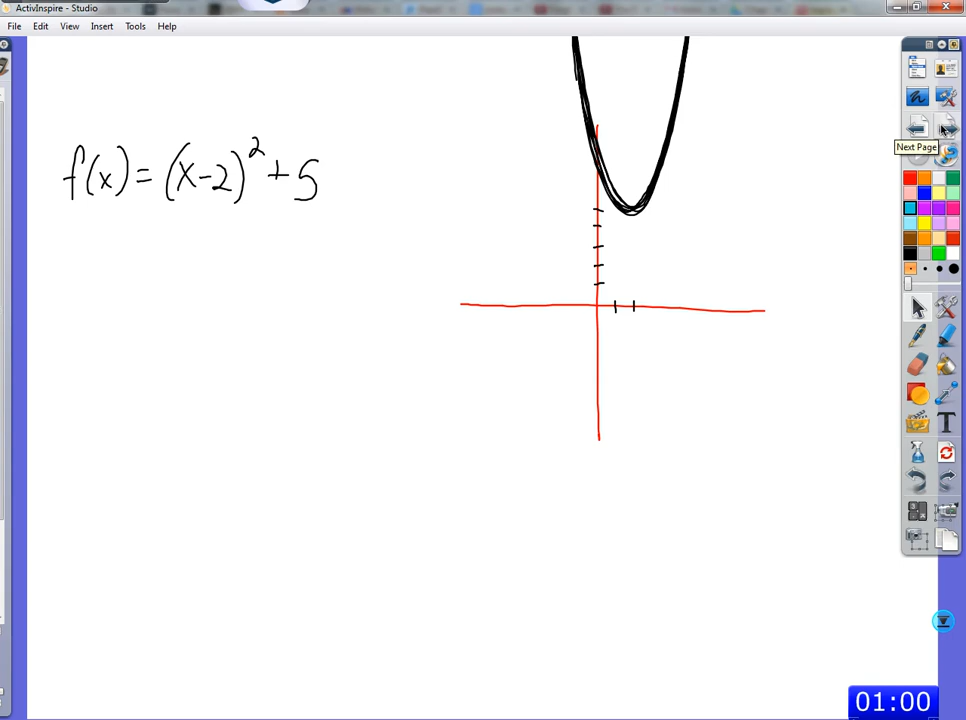 ActivInspire - Studio
File Edit View Insert Tools Help
f(x) = (x-2)² + 5
Next Page
01:00